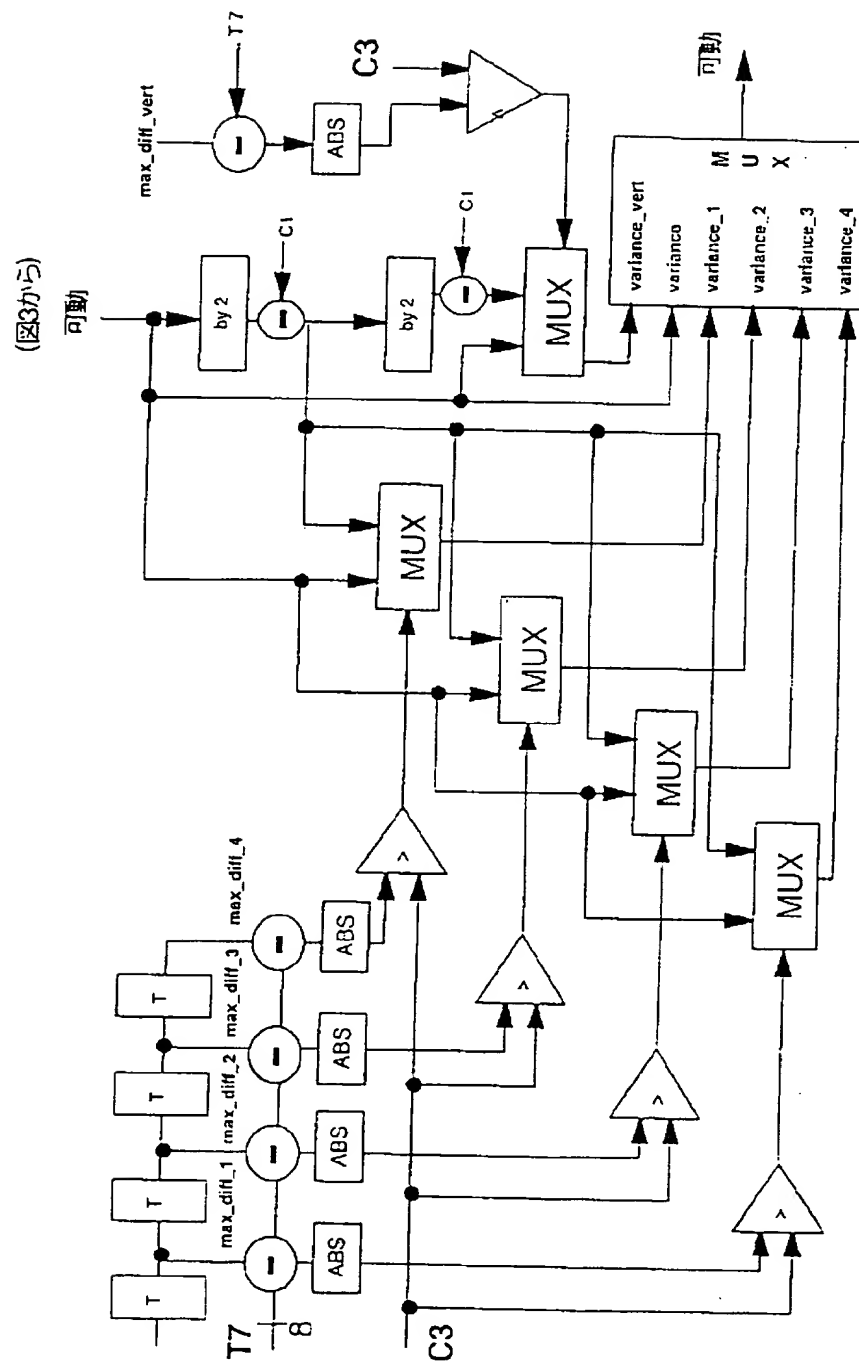 (図3から)
可動
max_diff_vert
T7
by 2
C1
ABS
C3
<
by 2
C1
MUX
T
T
T
T
max_diff_1
max_diff_2
max_diff_3
max_diff_4
T7
8
ABS
ABS
ABS
ABS
C3
<
<
<
<
MUX
MUX
MUX
MUX
variance_vert
variance
variance_1
variance_2
variance_3
variance_4
MUX
可動